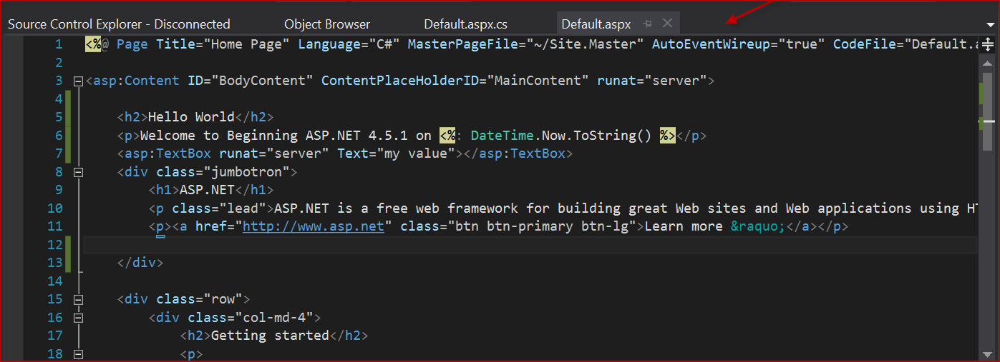 Source Control Explorer - Disconnected Object Browser Default.aspx.cs Default.aspx
1 <%@ Page Title="Home Page" Language="C#" MasterPageFile="~/Site.Master" AutoEventWireup="true" CodeFile="Default.a
2
3 <asp:Content ID="BodyContent" ContentPlaceHolderID="MainContent" runat="server">
4
5 <h2>Hello World</h2>
6 <p>Welcome to Beginning ASP.NET 4.5.1 on <%: DateTime.Now.ToString() %></p>
7 <asp:TextBox runat="server" Text="my value"></asp:TextBox>
8 <div class="jumbotron">
9 <h1>ASP.NET</h1>
10 <p class="lead">ASP.NET is a free web framework for building great Web sites and Web applications using HT
11 <p><a href="http://www.asp.net" class="btn btn-primary btn-lg">Learn more &raquo;</a></p>
12
13 </div>
14
15 <div class="row">
16 <div class="col-md-4">
17 <h2>Getting started</h2>
18 <p>